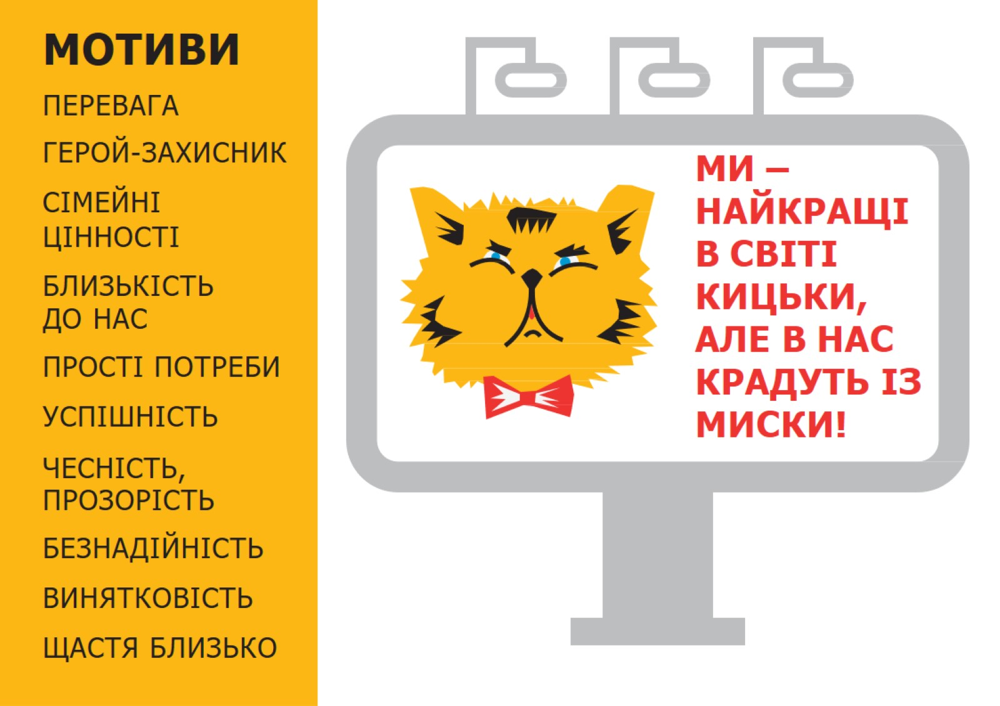 МОТИВИ
ПЕРЕВАГА
ГЕРОЙ-ЗАХИСНИК
СІМЕЙНІ
ЦІННОСТІ
БЛИЗЬКІСТЬ
ДО НАС
ПРОСТІ ПОТРЕБИ
УСПІШНІСТЬ
ЧЕСНІСТЬ,
ПРОЗОРІСТЬ
БЕЗНАДІЙНІСТЬ
ВИНЯТКОВІСТЬ
ЩАСТЯ БЛИЗЬКО
МИ –
НАЙКРАЩІ
В СВІТІ
КИЦЬКИ,
АЛЕ В НАС
КРАДУТЬ ІЗ
МИСКИ!